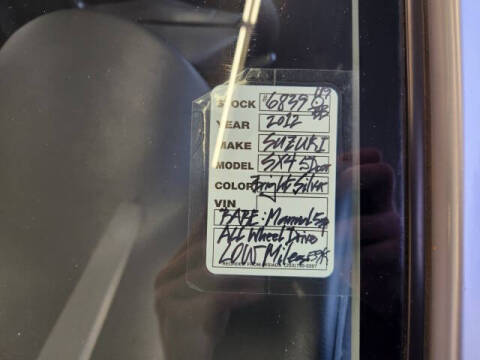 STOCK #6839
YEAR 2012
MAKE SUZUKI
MODEL SX4 5Door
COLOR Bright Silver
VIN
RARE: Manual 5sp
All Wheel Drive
LOW Miles